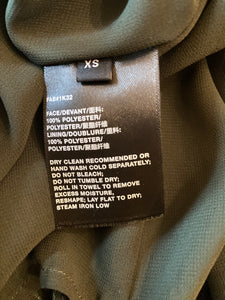 XS
FAB#1K32
FACE/DEVANT/面料:
100% POLYESTER/
POLYESTER/聚酯纤维
LINING/DOUBLURE/里料:
100% POLYESTER/
POLYESTER/聚酯纤维
DRY CLEAN RECOMMENDED OR
HAND WASH COLD SEPARATELY;
DO NOT BLEACH;
DO NOT TUMBLE DRY;
ROLL IN TOWEL TO REMOVE
EXCESS MOISTURE.
RESHAPE; LAY FLAT TO DRY;
STEAM IRON LOW